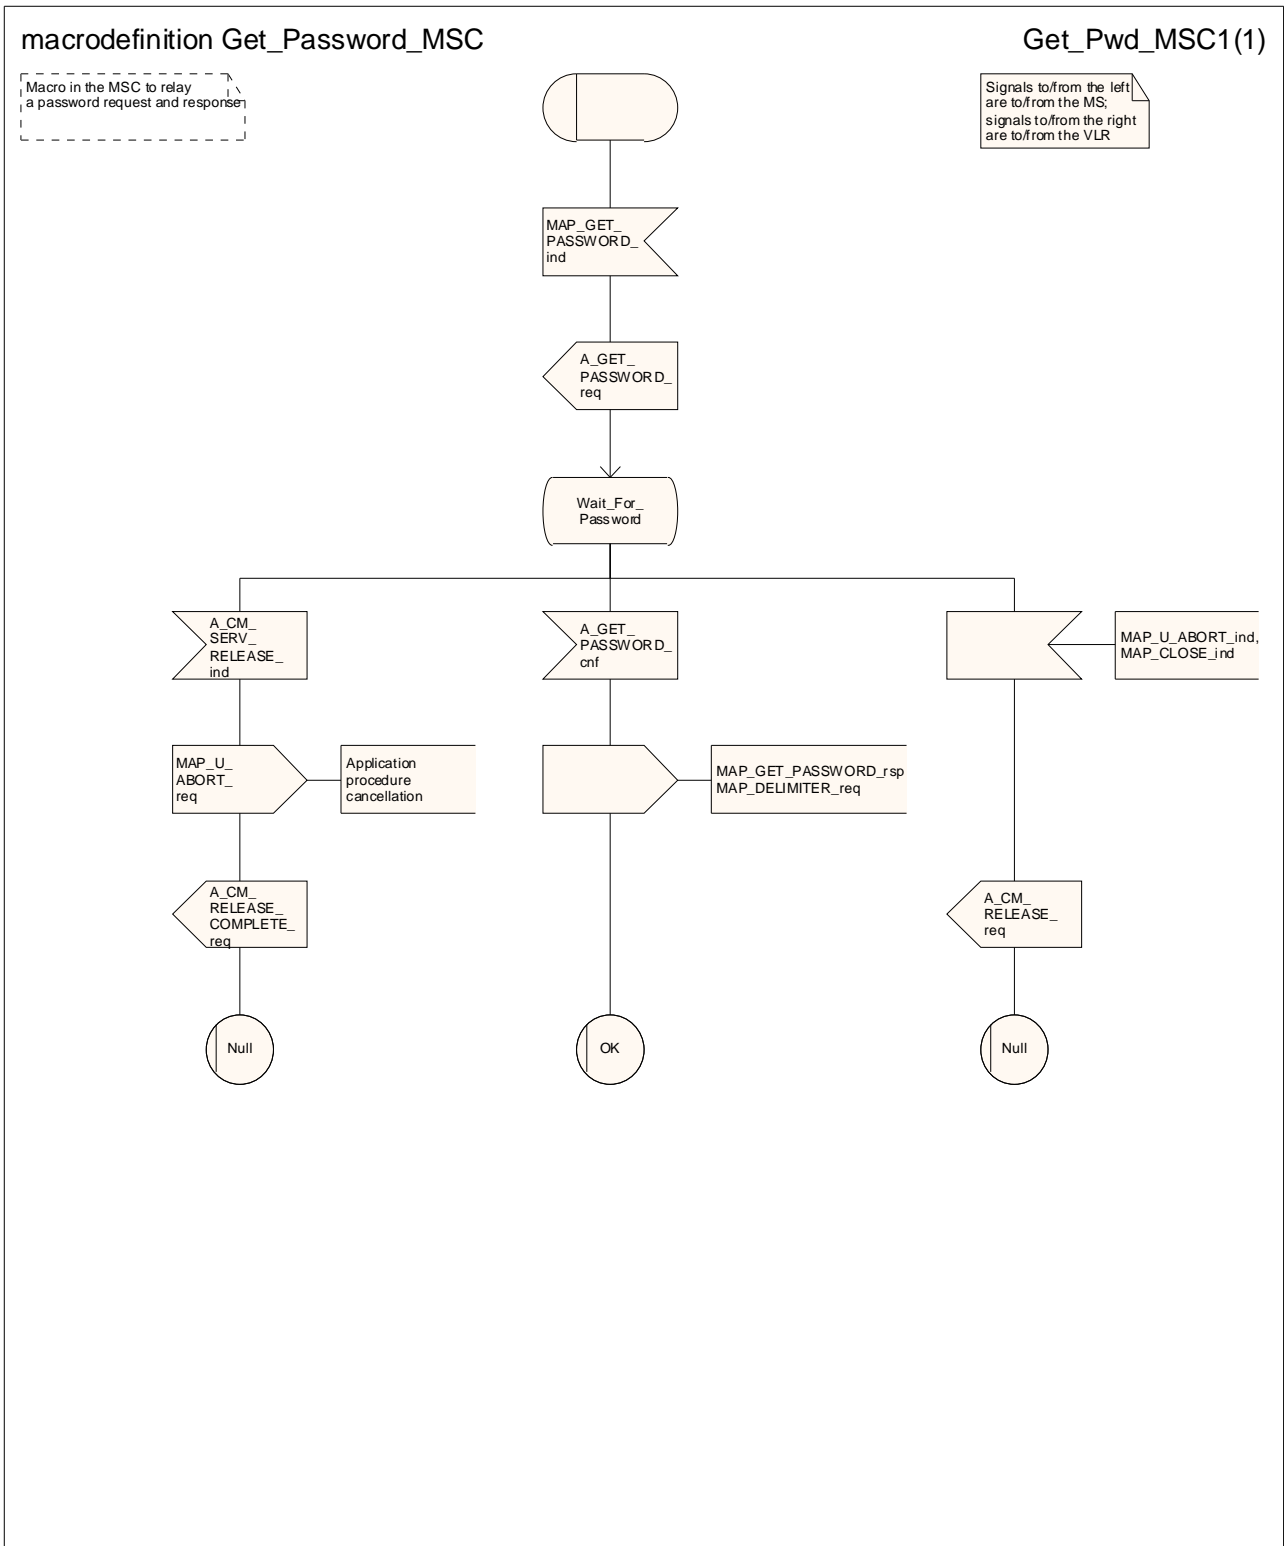 macrodefinition Get_Password_MSC
Get_Pwd_MSC1(1)
Macro in the MSC to relay
a password request and response
Signals to/from the left
are to/from the MS;
signals to/from the right
are to/from the VLR
MAP_GET_
PASSWORD_
ind
A_GET_
PASSWORD_
req
Wait_For_
Password
A_CM_
SERV_
RELEASE_
ind
A_GET_
PASSWORD_
cnf
MAP_U_ABORT_ind,
MAP_CLOSE_ind
MAP_U_
ABORT_
req
Application
procedure
cancellation
MAP_GET_PASSWORD_rsp
MAP_DELIMITER_req
A_CM_
RELEASE_
COMPLETE_
req
A_CM_
RELEASE_
req
Null
OK
Null